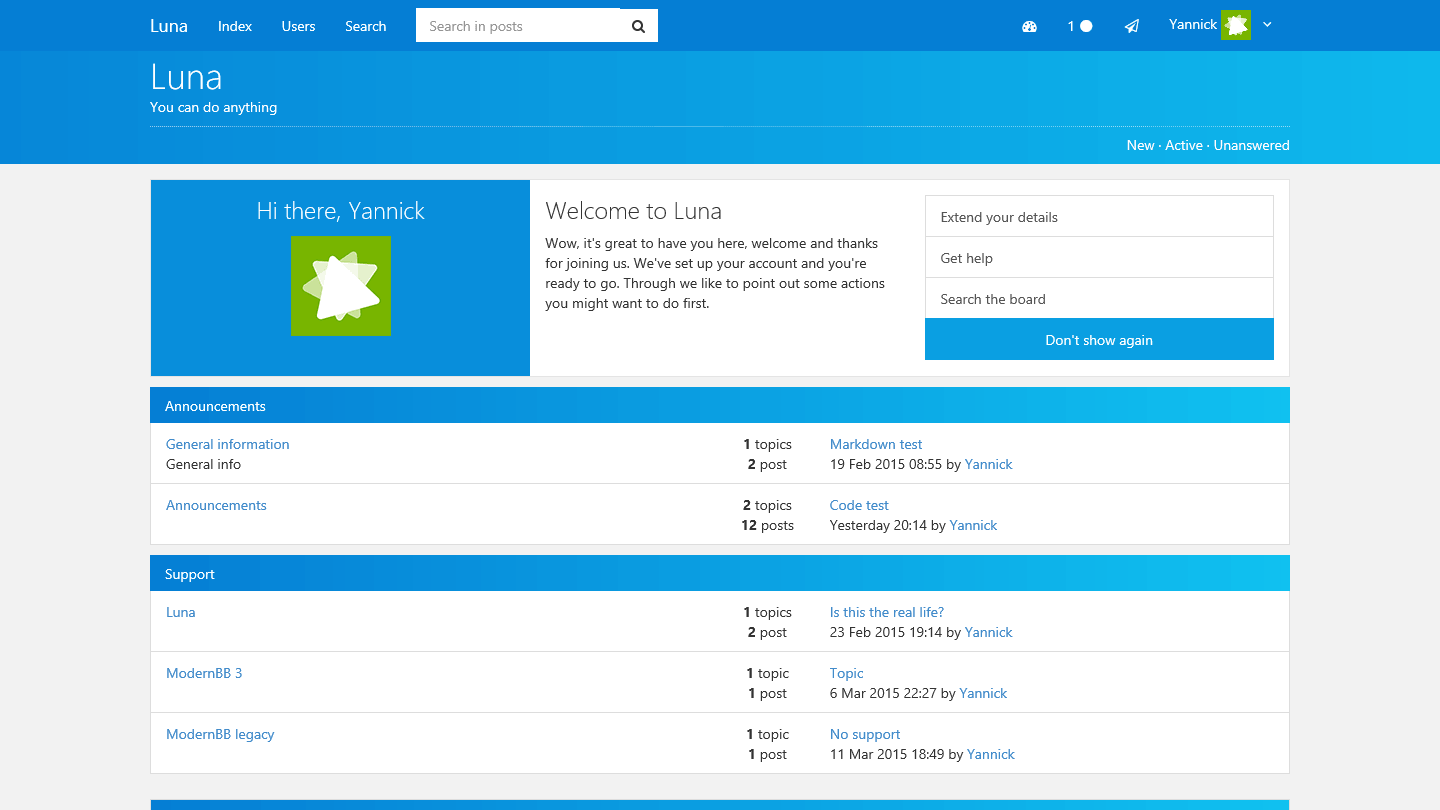 Luna Index Users Search Search in posts 1 Yannick
Luna
You can do anything
New · Active · Unanswered
Hi there, Yannick
Welcome to Luna
Wow, it's great to have you here, welcome and thanks
for joining us. We've set up your account and you're
ready to go. Through we like to point out some actions
you might want to do first.
Extend your details
Get help
Search the board
Don't show again
Announcements
General information 1 topics Markdown test
General info 2 post 19 Feb 2015 08:55 by Yannick
Announcements 2 topics Code test
12 posts Yesterday 20:14 by Yannick
Support
Luna 1 topics Is this the real life?
2 post 23 Feb 2015 19:14 by Yannick
ModernBB 3 1 topic Topic
1 post 6 Mar 2015 22:27 by Yannick
ModernBB legacy 1 topic No support
1 post 11 Mar 2015 18:49 by Yannick